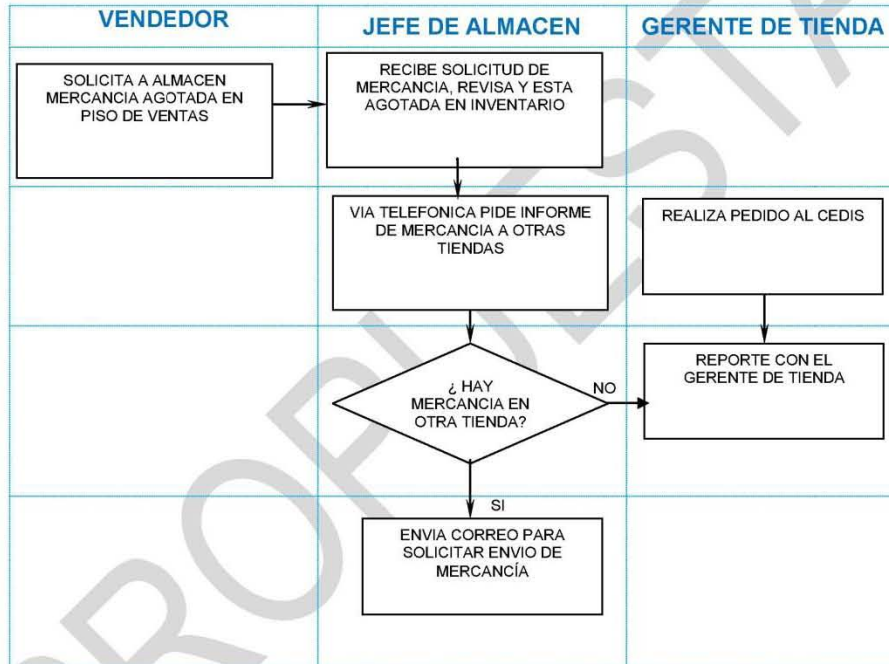 VENDEDOR
JEFE DE ALMACEN
GERENTE DE TIENDA
SOLICITA A ALMACEN
MERCANCIA AGOTADA EN
PISO DE VENTAS
RECIBE SOLICITUD DE
MERCANCIA, REVISA Y ESTA
AGOTADA EN INVENTARIO
VIA TELEFONICA PIDE INFORME
DE MERCANCIA A OTRAS
TIENDAS
REALIZA PEDIDO AL CEDIS
¿ HAY
MERCANCIA EN
OTRA TIENDA?
NO
REPORTE CON EL
GERENTE DE TIENDA
SI
ENVIA CORREO PARA
SOLICITAR ENVIO DE
MERCANCÍA
PROPUESTA